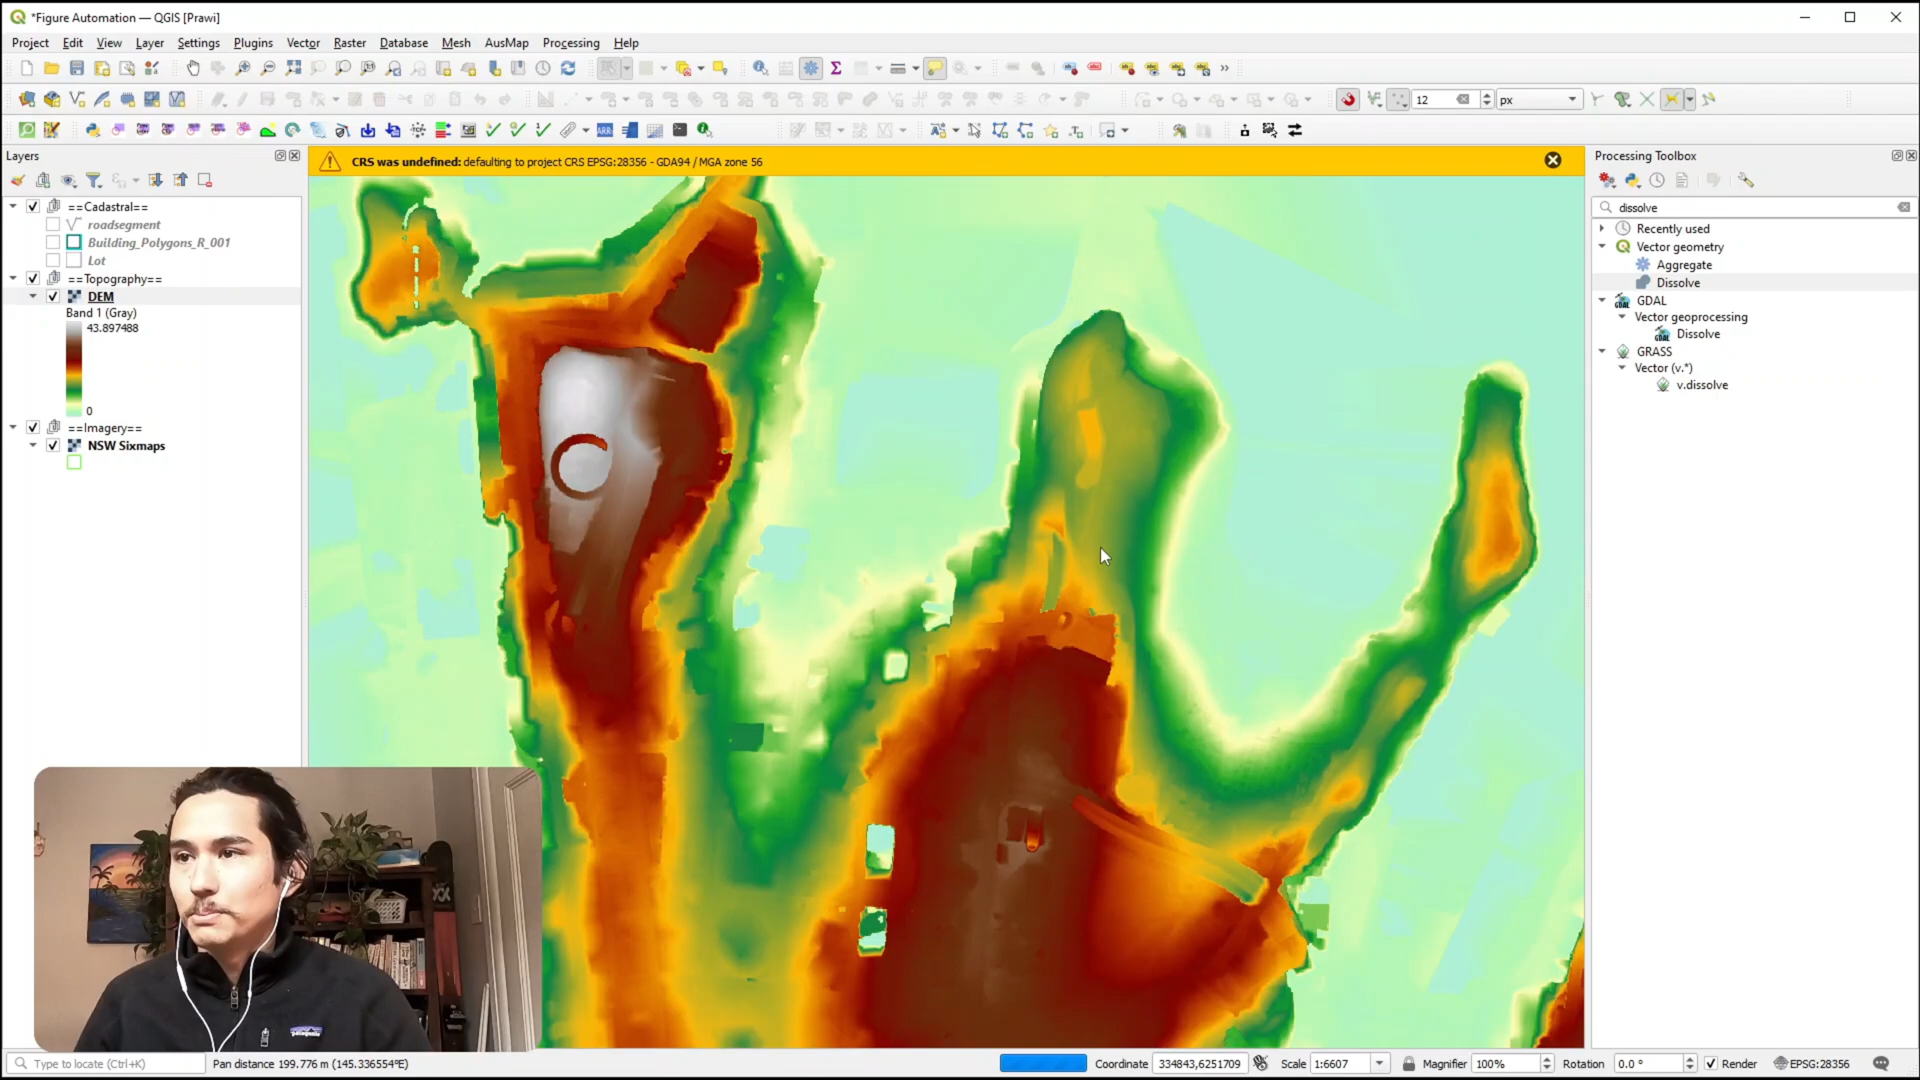 *Figure Automation — QGIS [Prawi]
Project Edit View Layer Settings Plugins Vector Raster Database Mesh AusMap Processing Help
12 px
Layers
CRS was undefined: defaulting to project CRS EPSG:28356 - GDA94 / MGA zone 56
Processing Toolbox
==Cadastral==
roadsegment
Building_Polygons_R_001
Lot
==Topography==
DEM
Band 1 (Gray)
43.897488
0
==Imagery==
NSW Sixmaps
dissolve
Recently used
Vector geometry
Aggregate
Dissolve
GDAL
Vector geoprocessing
Dissolve
GRASS
Vector (v.*)
v.dissolve
patagonia
Type to locate (Ctrl+K) Pan distance 199.776 m (145.336554°E) Coordinate 334843,6251709 Scale 1:6607 Magnifier 100% Rotation 0.0 ° Render EPSG:28356